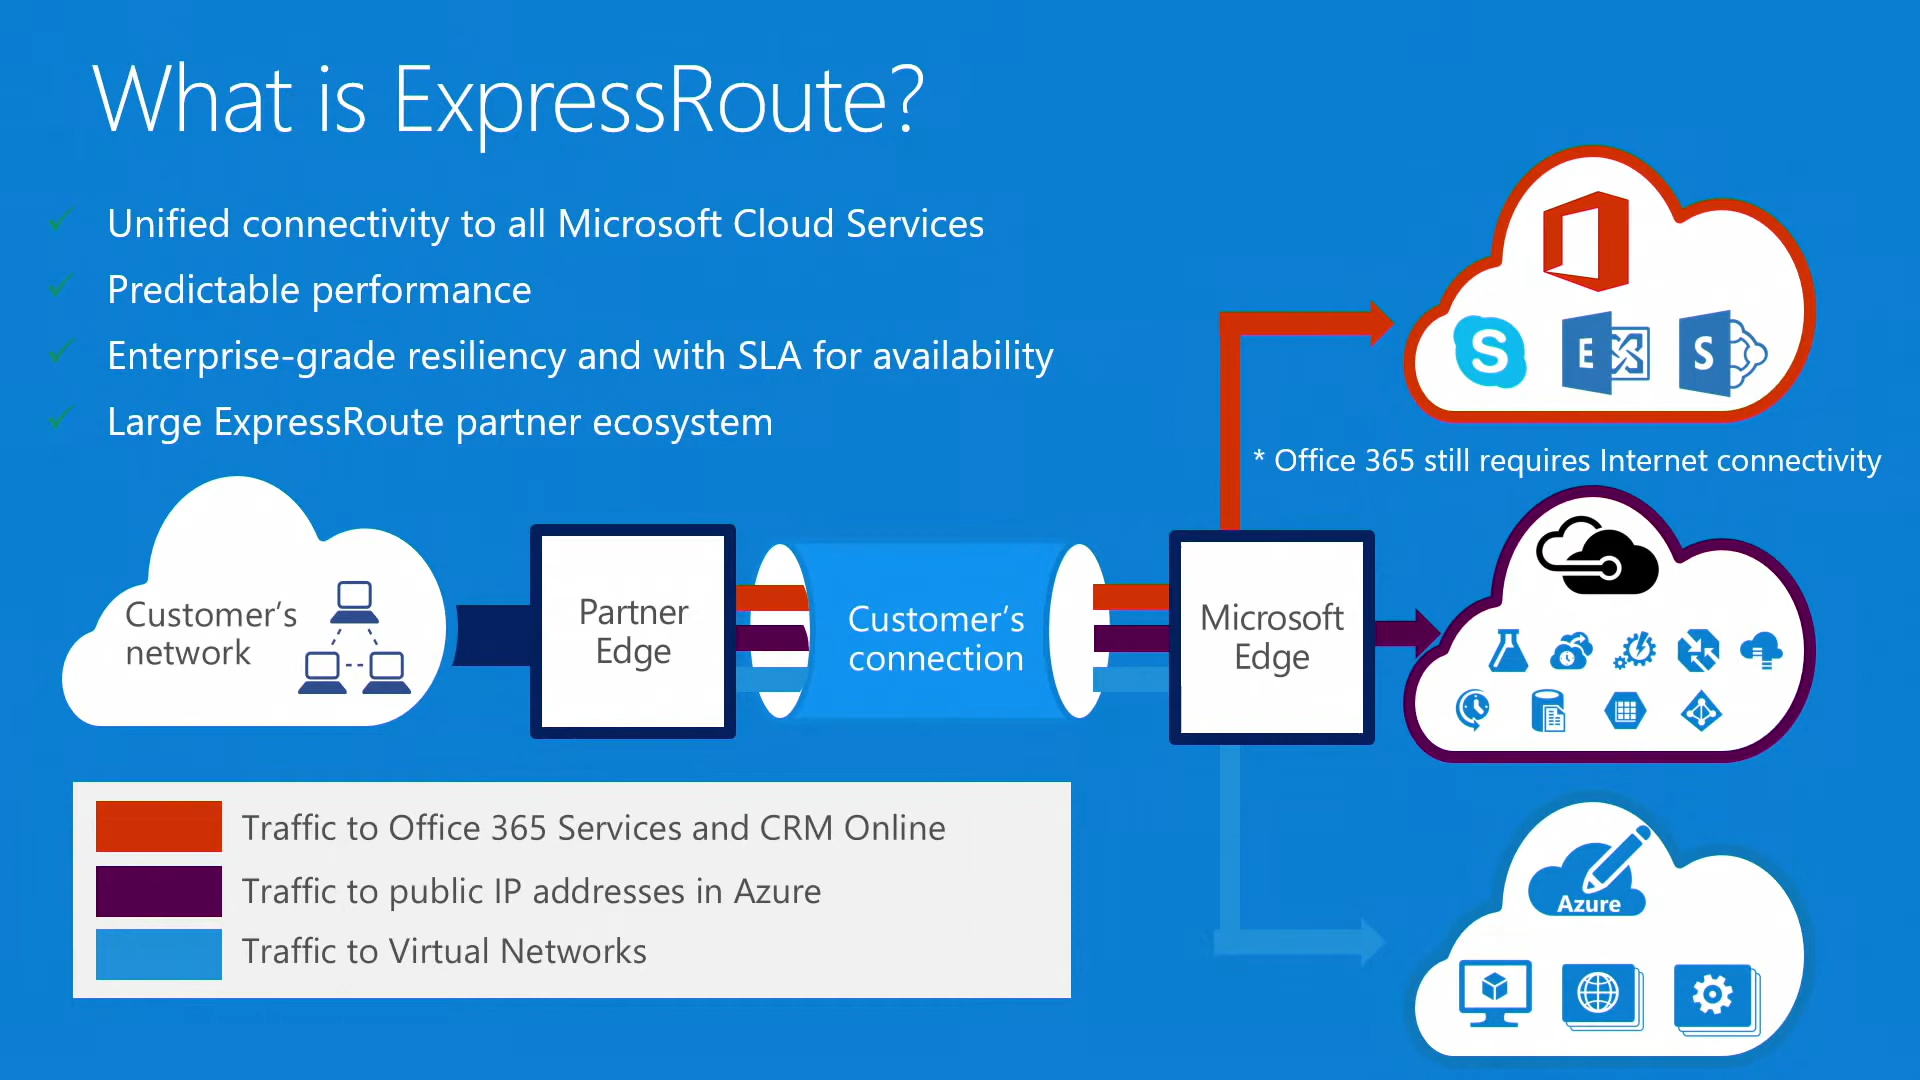 What is ExpressRoute?
Unified connectivity to all Microsoft Cloud Services
Predictable performance
Enterprise-grade resiliency and with SLA for availability
Large ExpressRoute partner ecosystem
S
E
S
* Office 365 still requires Internet connectivity
Customer's
network
Partner
Edge
Customer's
connection
Microsoft
Edge
Traffic to Office 365 Services and CRM Online
Traffic to public IP addresses in Azure
Traffic to Virtual Networks
Azure